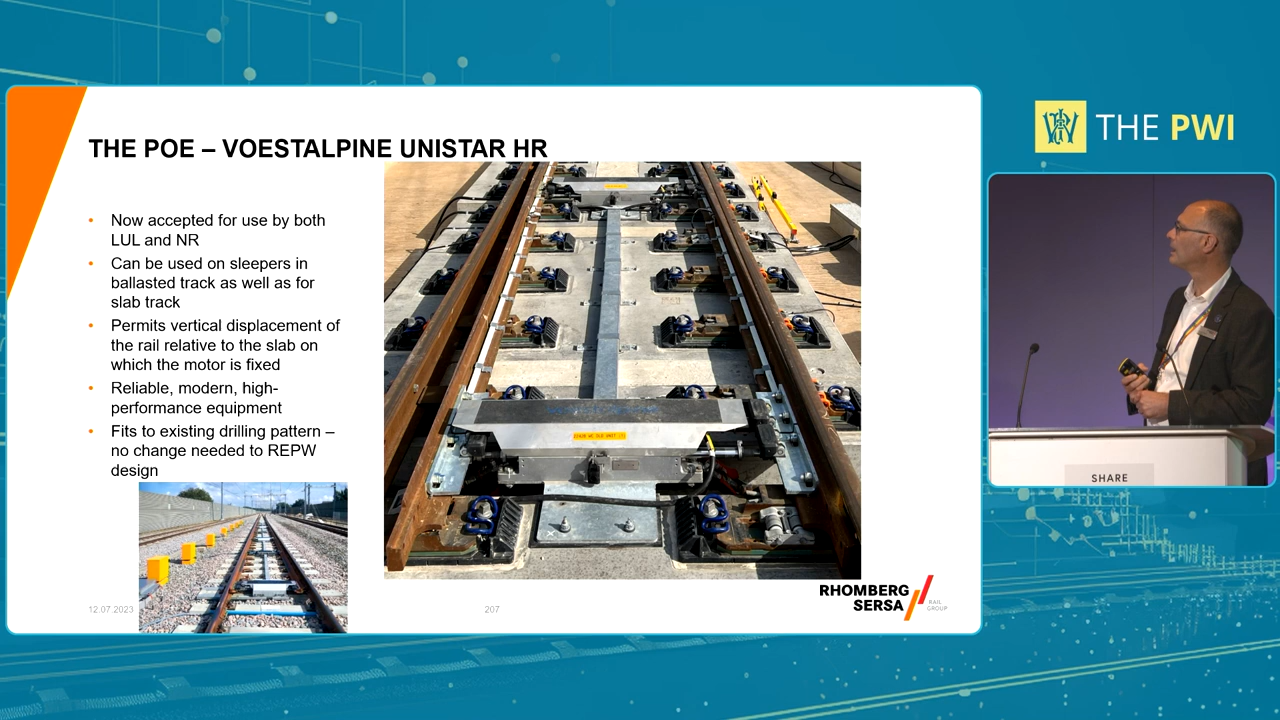 THE POE – VOESTALPINE UNISTAR HR
• Now accepted for use by both
LUL and NR
• Can be used on sleepers in
ballasted track as well as for
slab track
• Permits vertical displacement of
the rail relative to the slab on
which the motor is fixed
• Reliable, modern, high-
performance equipment
• Fits to existing drilling pattern –
no change needed to REPW
design
12.07.2023
207
RHOMBERG
SERSA
RAIL
GROUP
THE PWI
SHARE